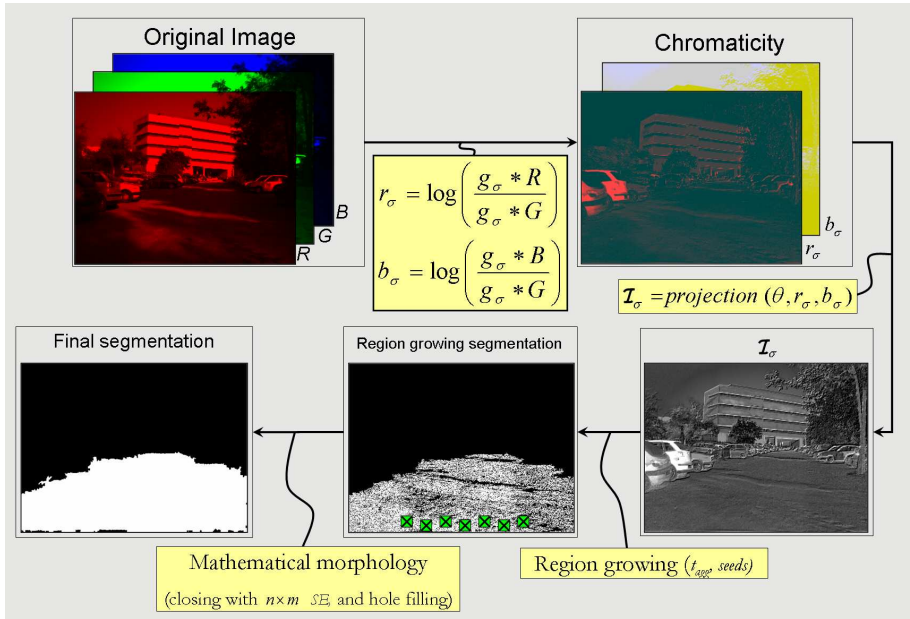 Original Image
B
G
R
r_σ = log( g_σ * R / g_σ * G )
b_σ = log( g_σ * B / g_σ * G )
Chromaticity
b_σ
r_σ
I_σ = projection (θ, r_σ, b_σ)
Final segmentation
Region growing segmentation
I_σ
Mathematical morphology
(closing with n×m SE, and hole filling)
Region growing (t_agg, seeds)